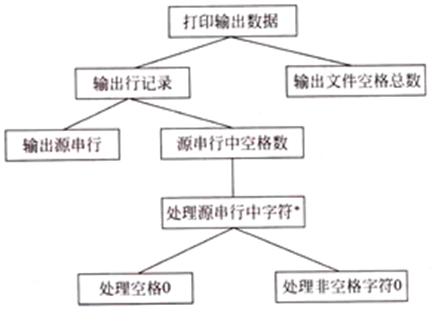 打印输出数据
输出行记录
输出文件空格总数
输出源串行
源串行中空格数
处理源串行中字符*
处理空格0
处理非空格字符0